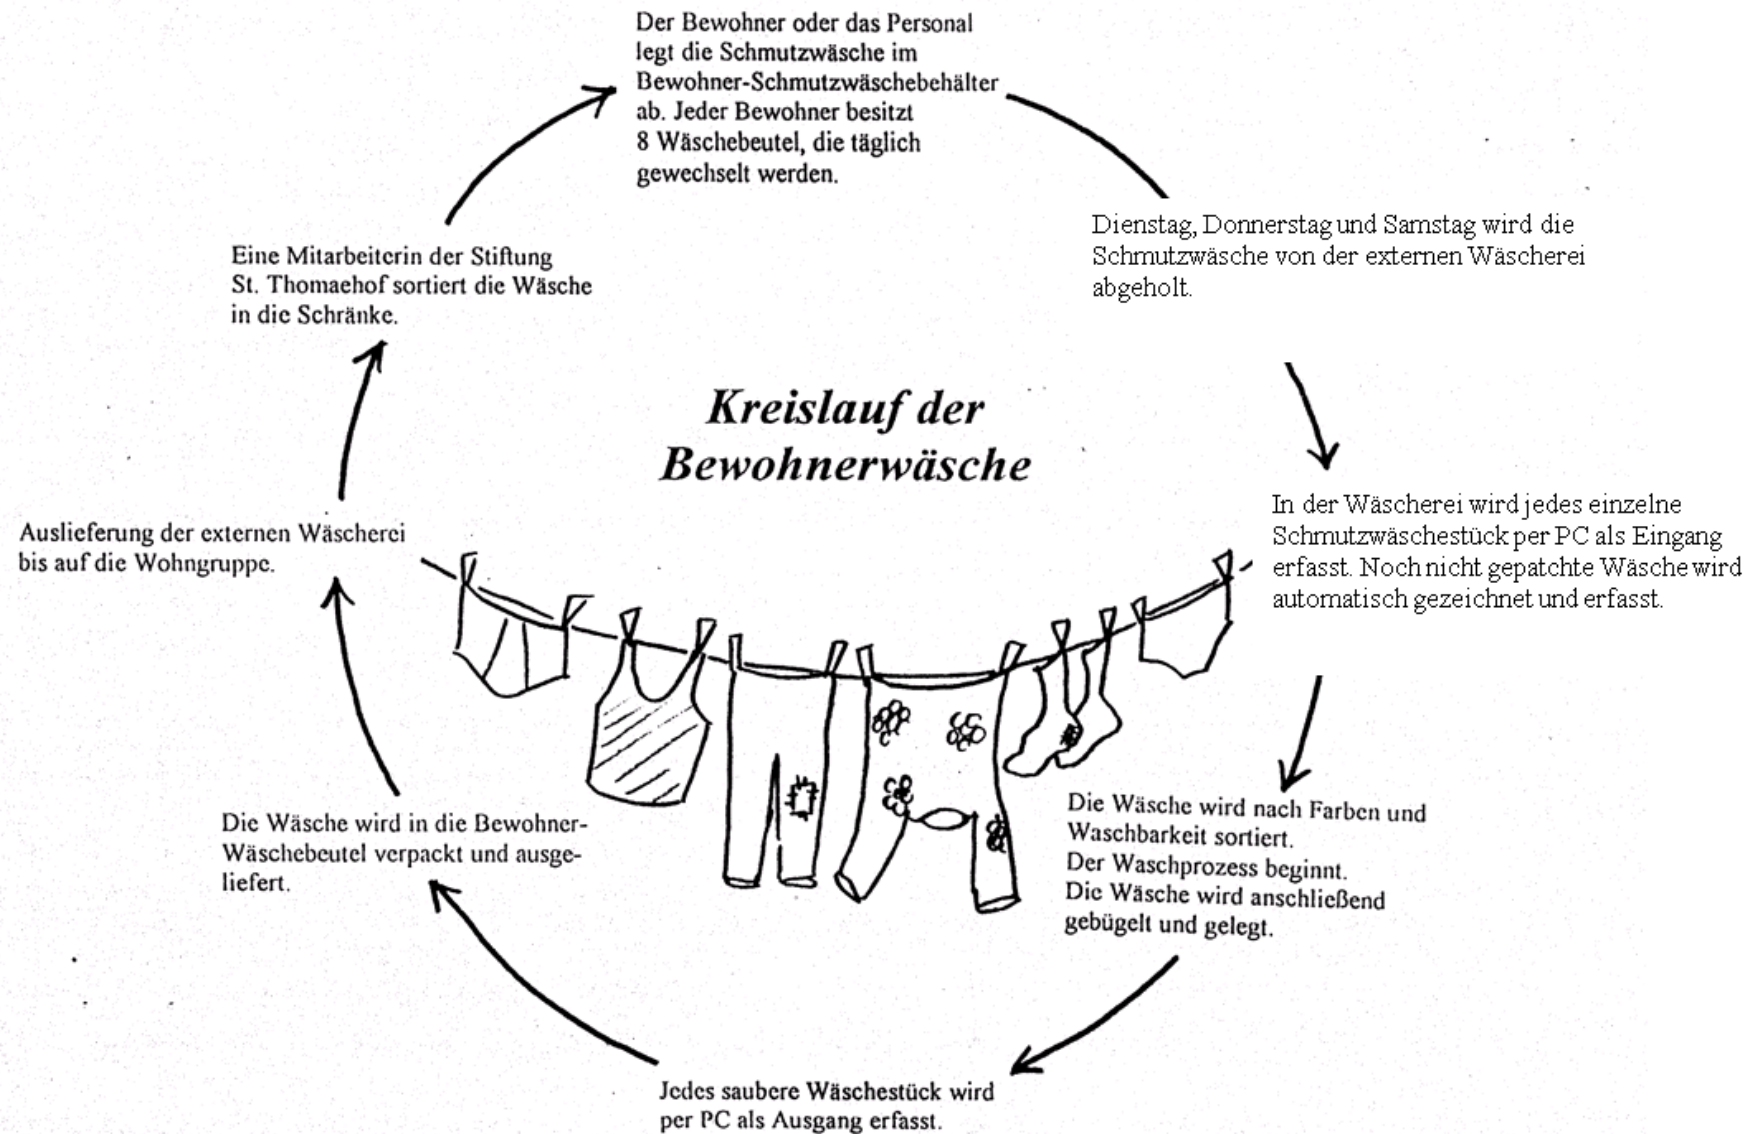 Der Bewohner oder das Personal
legt die Schmutzwäsche im
Bewohner-Schmutzwäschebehälter
ab. Jeder Bewohner besitzt
8 Wäschebeutel, die täglich
gewechselt werden.
Dienstag, Donnerstag und Samstag wird die
Schmutzwäsche von der externen Wäscherei
abgeholt.
In der Wäscherei wird jedes einzelne
Schmutzwäschestück per PC als Eingang
erfasst. Noch nicht gepatchte Wäsche wird
automatisch gezeichnet und erfasst.
Die Wäsche wird nach Farben und
Waschbarkeit sortiert.
Der Waschprozess beginnt.
Die Wäsche wird anschließend
gebügelt und gelegt.
Jedes saubere Wäschestück wird
per PC als Ausgang erfasst.
Die Wäsche wird in die Bewohner-
Wäschebeutel verpackt und ausge-
liefert.
Auslieferung der externen Wäscherei
bis auf die Wohngruppe.
Eine Mitarbeiterin der Stiftung
St. Thomaehof sortiert die Wäsche
in die Schränke.
Kreislauf der
Bewohnerwäsche